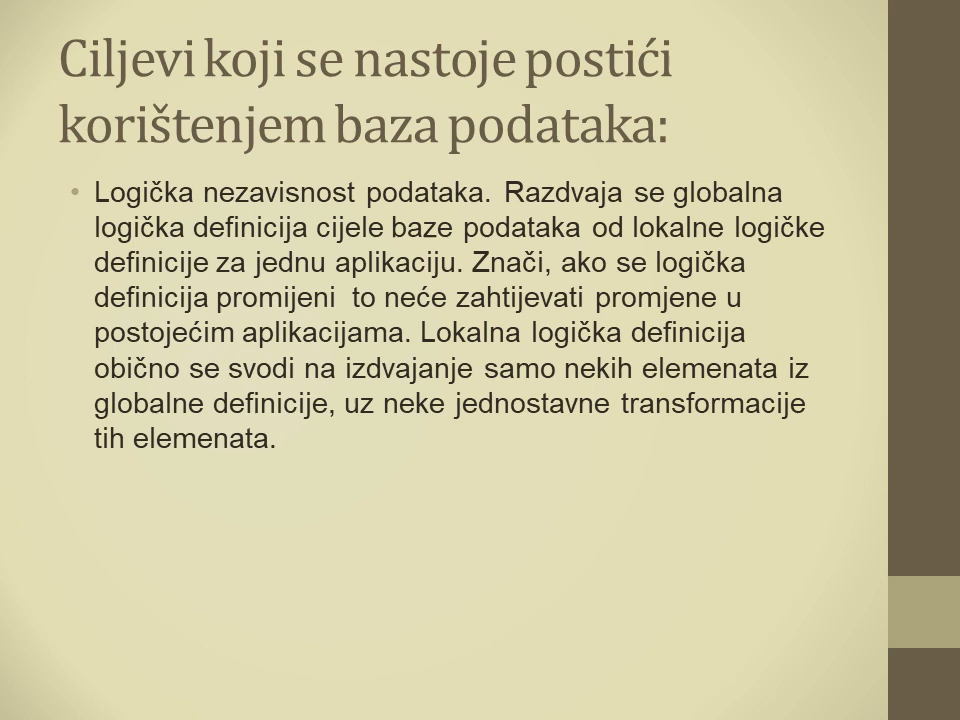 Ciljevi koji se nastoje postići
korištenjem baza podataka:
• Logička nezavisnost podataka. Razdvaja se globalna
logička definicija cijele baze podataka od lokalne logičke
definicije za jednu aplikaciju. Znači, ako se logička
definicija promijeni  to neće zahtijevati promjene u
postojećim aplikacijama. Lokalna logička definicija
obično se svodi na izdvajanje samo nekih elemenata iz
globalne definicije, uz neke jednostavne transformacije
tih elemenata.